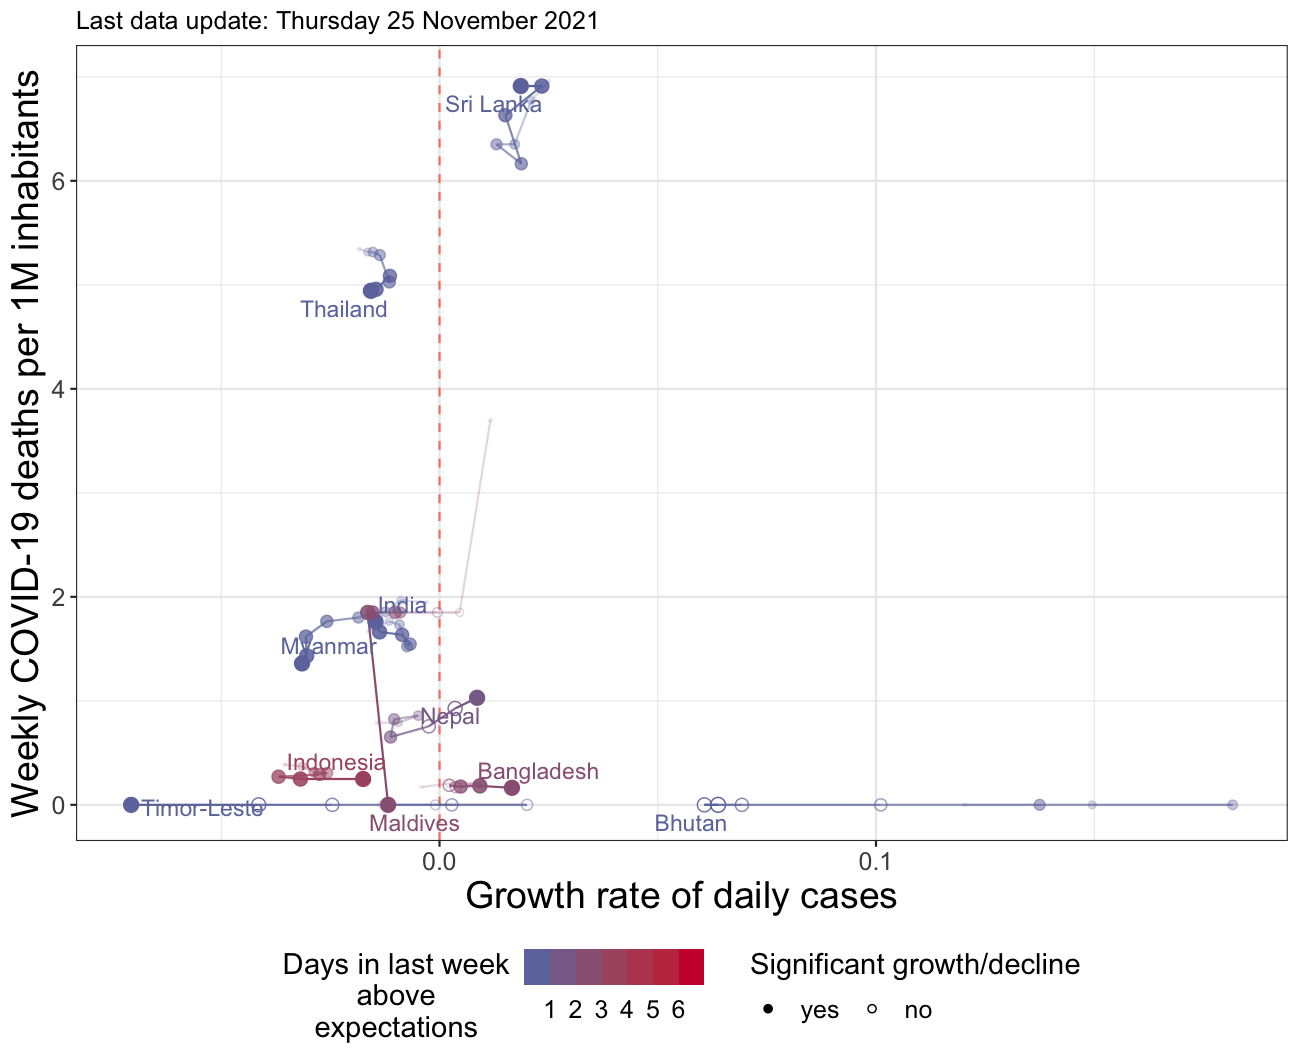 Last data update: Thursday 25 November 2021
Weekly COVID-19 deaths per 1M inhabitants
6
4
2
0
Sri Lanka
Thailand
India
Myanmar
Nepal
Indonesia
Bangladesh
Timor-Leste
Maldives
Bhutan
0.0
0.1
Growth rate of daily cases
Days in last week
above
expectations
1 2 3 4 5 6
Significant growth/decline
yes no